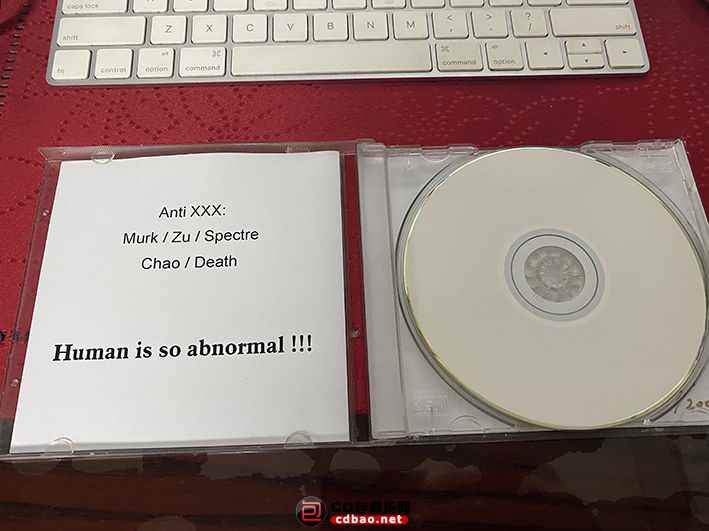 caps lock
shift
Z X C V B N M < , > . ? / shift
fn control option command command option
Anti XXX:
Murk / Zu / Spectre
Chao / Death
Human is so abnormal !!!
cdbao.net